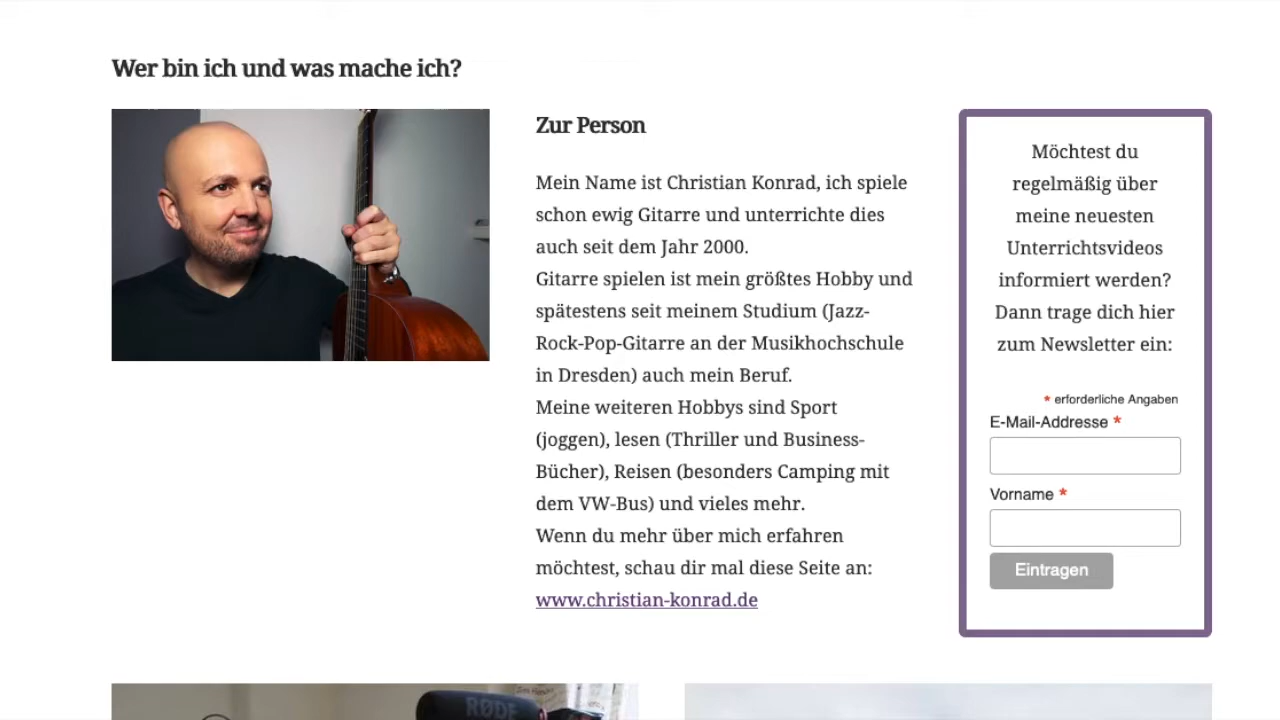 Wer bin ich und was mache ich?
Zur Person
Mein Name ist Christian Konrad, ich spiele
schon ewig Gitarre und unterrichte dies
auch seit dem Jahr 2000.
Gitarre spielen ist mein größtes Hobby und
spätestens seit meinem Studium (Jazz-
Rock-Pop-Gitarre an der Musikhochschule
in Dresden) auch mein Beruf.
Meine weiteren Hobbys sind Sport
(joggen), lesen (Thriller und Business-
Bücher), Reisen (besonders Camping mit
dem VW-Bus) und vieles mehr.
Wenn du mehr über mich erfahren
möchtest, schau dir mal diese Seite an:
www.christian-konrad.de
Möchtest du
regelmäßig über
meine neuesten
Unterrichtsvideos
informiert werden?
Dann trage dich hier
zum Newsletter ein:
* erforderliche Angaben
E-Mail-Addresse *
Vorname *
Eintragen
RØDE